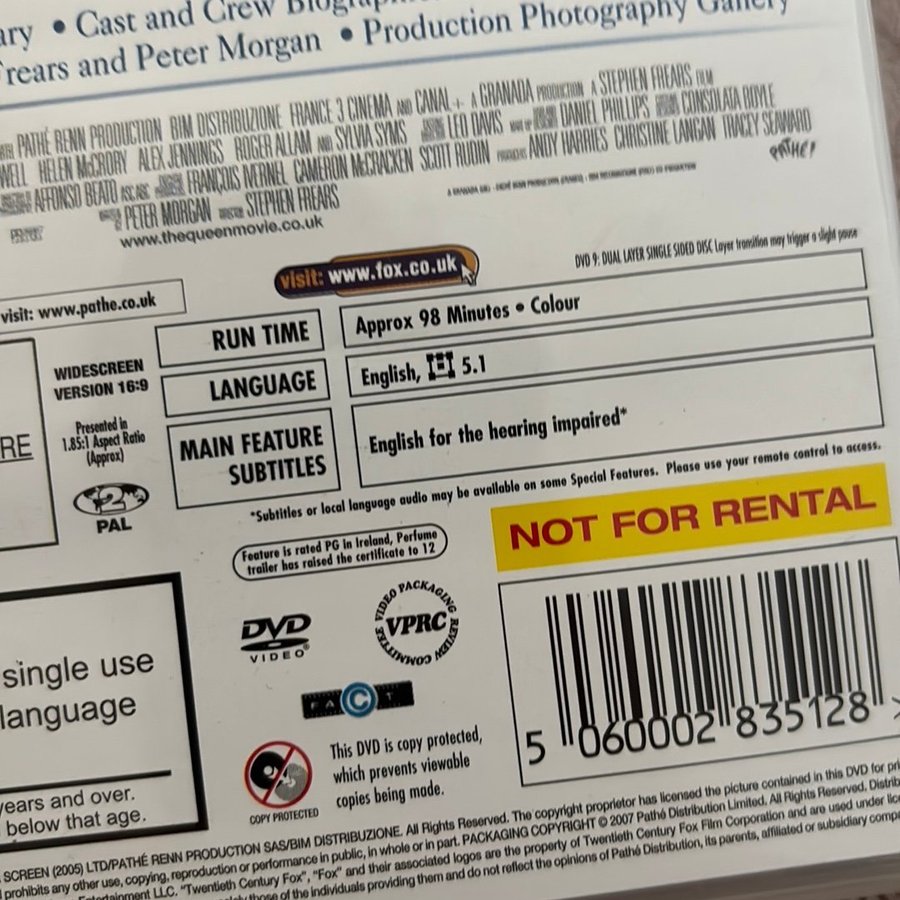 ary • Cast and Crew
Frears and Peter Morgan • Production Photography Gallery
PATHÉ RENN PRODUCTION BIM DISTRIBUZIONE FRANCE 3 CINEMA AND CANAL+ A GRANADA PRODUCTION A STEPHEN FREARS FILM
WELL HELEN McCRORY ALEX JENNINGS ROGER ALLAM AND SYLVIA SYMS LEO DAVIS DANIEL PHILLIPS CONSOLATA BOYLE
AFFONSO BEATO FRANÇOIS IVERNEL CAMERON McCRACKEN SCOTT RUDIN ANDY HARRIES CHRISTINE LANGAN TRACEY SEAWARD
PETER MORGAN STEPHEN FREARS
PATHE!
www.thequeenmovie.co.uk
visit: www.fox.co.uk
DVD 9: DUAL LAYER SINGLE SIDED DISC Layer transition may trigger a slight pause
visit: www.pathe.co.uk
RUN TIME Approx 98 Minutes • Colour
LANGUAGE English, 5.1
MAIN FEATURE
SUBTITLES
English for the hearing impaired*
WIDESCREEN
VERSION 16:9
Presented in
1.85:1 Aspect Ratio
(Approx)
2
PAL
RE
*Subtitles or local language audio may be available on some Special Features. Please use your remote control to access.
Feature is rated PG in Ireland, Perfume
trailer has raised the certificate to 12
NOT FOR RENTAL
DVD
VIDEO
VIDEO PACKAGING REVIEW COMMITTEE
VPRC
FACT
single use
language
years and over.
below that age.
COPY PROTECTED
This DVD is copy protected,
which prevents viewable
copies being made.
5 060002 835128 >
SCREEN (2005) LTD/PATHÉ RENN PRODUCTION SAS/BIM DISTRIBUZIONE. All Rights Reserved. The copyright proprietor has licensed the picture contained in this DVD for pri
prohibits any other use, copying, reproduction or performance in public, in whole or in part. PACKAGING COPYRIGHT © 2007 Pathé Distribution Limited. All Rights Reserved. Distrib
ertainment LLC. "Twentieth Century Fox", "Fox" and their associated logos are the property of Twentieth Century Fox Film Corporation and are used under lice
those of the individuals providing them and do not reflect the opinions of Pathé Distribution, its parents, affiliated or subsidiary comp